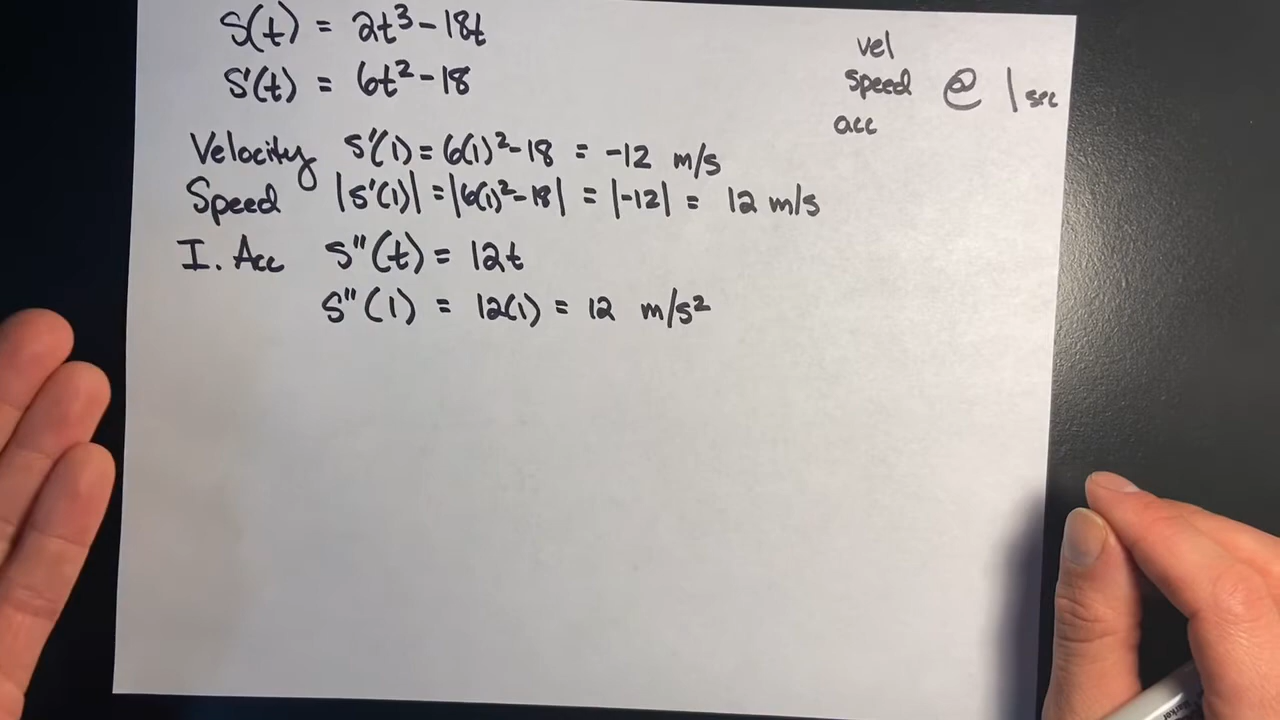 S(t) = 2t³ - 18t
S'(t) = 6t² - 18
vel
speed @ 1 sec
acc
Velocity S'(1) = 6(1)² - 18 = -12 m/s
Speed |S'(1)| = |6(1)² - 18| = |-12| = 12 m/s
I. Acc S"(t) = 12t
S"(1) = 12(1) = 12 m/s²